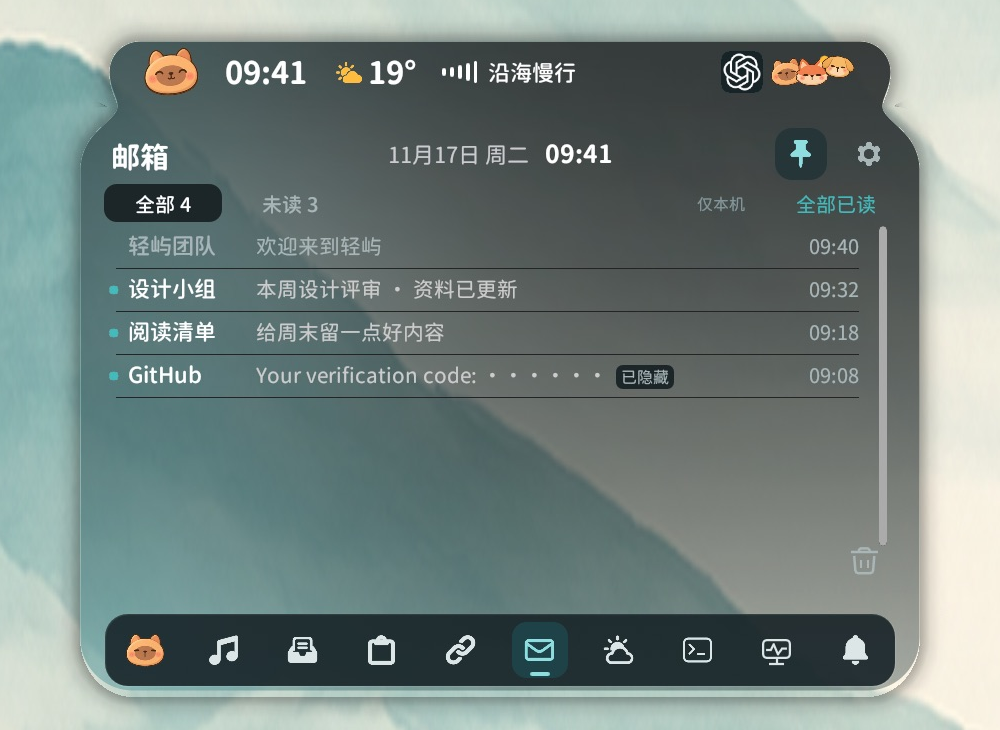 09:41 19° 沿海慢行
邮箱 11月17日 周二 09:41
全部 4 未读 3 仅本机 全部已读
轻屿团队 欢迎来到轻屿 09:40
设计小组 本周设计评审 · 资料已更新 09:32
阅读清单 给周末留一点好内容 09:18
GitHub Your verification code: · · · · · · 已隐藏 09:08